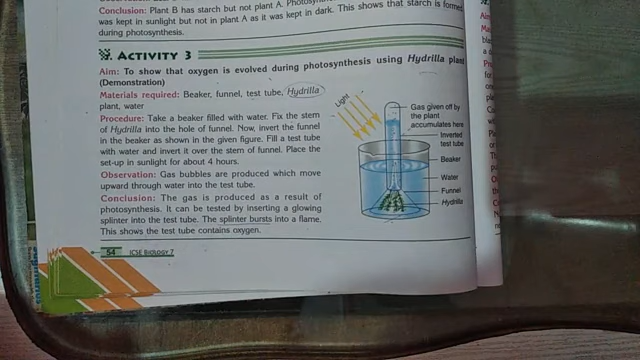 Conclusion: Plant B has starch but not plant A.
was kept in sunlight but not in plant A as it was kept in dark. This shows that starch is formed
during photosynthesis.
ACTIVITY 3
Aim: To show that oxygen is evolved during photosynthesis using Hydrilla plant
(Demonstration)
Materials required: Beaker, funnel, test tube, Hydrilla
plant, water
Procedure: Take a beaker filled with water. Fix the stem
of Hydrilla into the hole of funnel. Now, invert the funnel
in the beaker as shown in the given figure. Fill a test tube
with water and invert it over the stem of funnel. Place the
set-up in sunlight for about 4 hours.
Observation: Gas bubbles are produced which move
upward through water into the test tube.
Conclusion: The gas is produced as a result of
photosynthesis. It can be tested by inserting a glowing
splinter into the test tube. The splinter bursts into a flame.
This shows the test tube contains oxygen.
Light
Gas given off by
the plant
accumulates here
Inverted
test tube
Beaker
Water
Funnel
Hydrilla
54 ICSE BIOLOGY 7